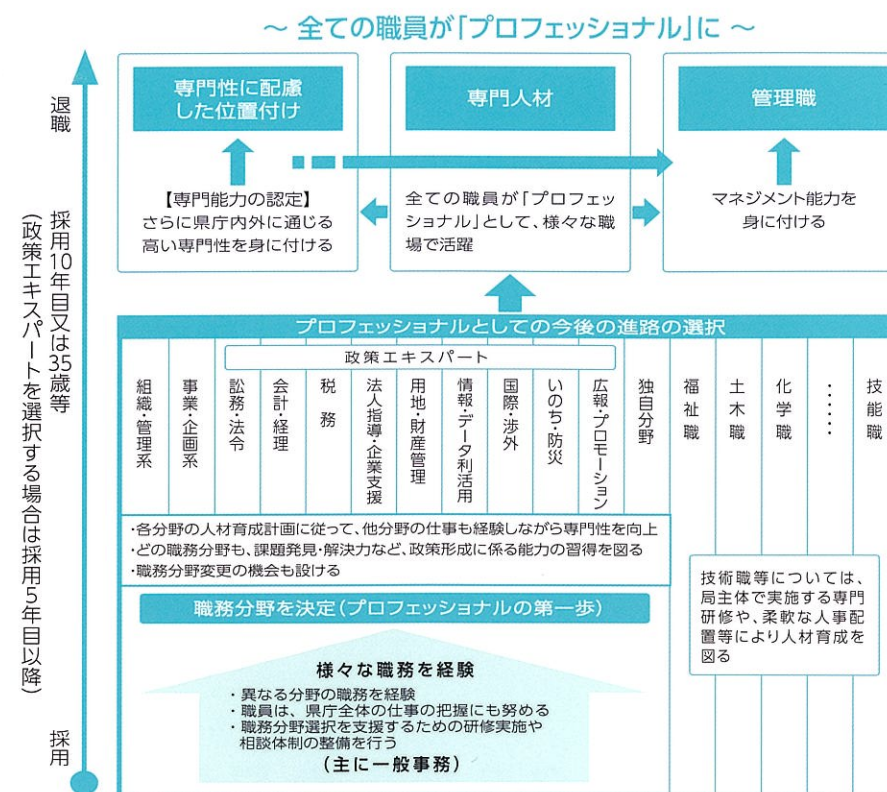 ～ 全ての職員が「プロフェッショナル」に ～
退職
採用10年目又は35歳等
(政策エキスパートを選択する場合は採用5年目以降)
採用
専門性に配慮
した位置付け
【専門能力の認定】
さらに県庁内外に通じる
高い専門性を身に付ける
専門人材
全ての職員が「プロフェッ
ショナル」として、様々な職
場で活躍
管理職
マネジメント能力を
身に付ける
プロフェッショナルとしての今後の進路の選択
政策エキスパート
組織・管理系
事業・企画系
訟務・法令
会計・経理
税務
法人指導・企業支援
用地・財産管理
情報・データ利活用
国際・渉外
いのち・防災
広報・プロモーション
独自分野
福祉職
土木職
化学職
……
技能職
・各分野の人材育成計画に従って、他分野の仕事も経験しながら専門性を向上
・どの職務分野も、課題発見・解決力など、政策形成に係る能力の習得を図る
・職務分野変更の機会も設ける
職務分野を決定(プロフェッショナルの第一歩)
様々な職務を経験
・異なる分野の職務を経験
・職員は、県庁全体の仕事の把握にも努める
・職務分野選択を支援するための研修実施や
相談体制の整備を行う
(主に一般事務)
技術職等については、
局主体で実施する専門
研修や、柔軟な人事配
置等により人材育成を
図る